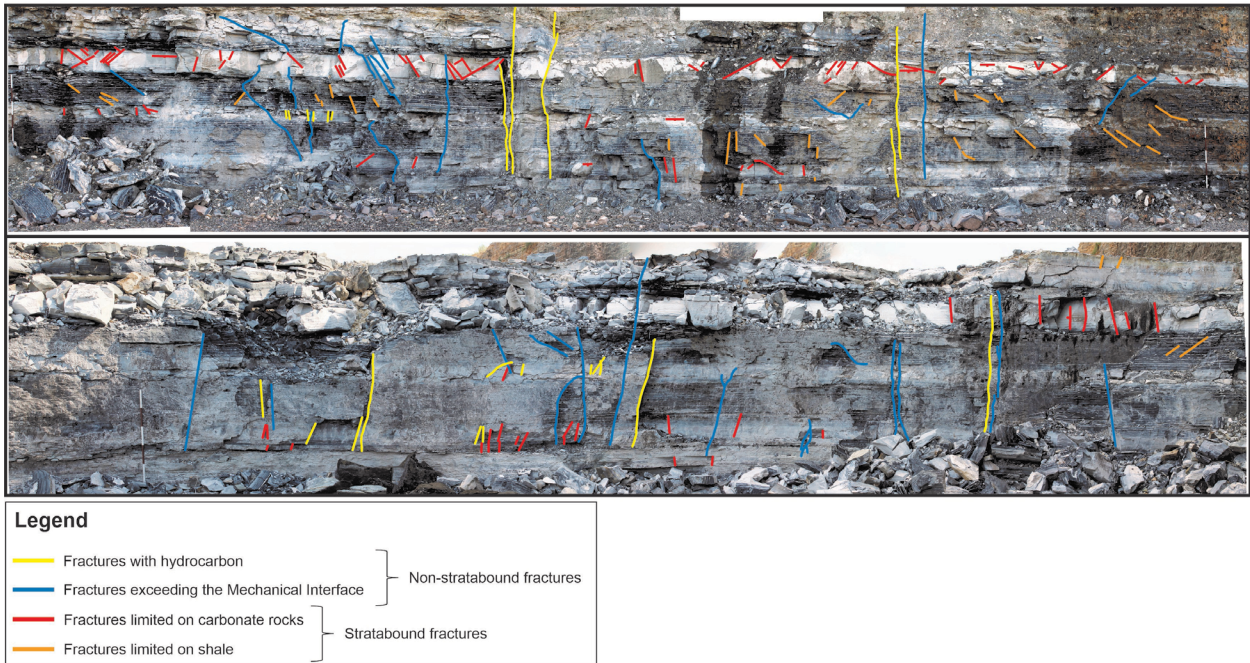 Legend
Fractures with hydrocarbon
Fractures exceeding the Mechanical Interface
Non-stratabound fractures
Fractures limited on carbonate rocks
Fractures limited on shale
Stratabound fractures